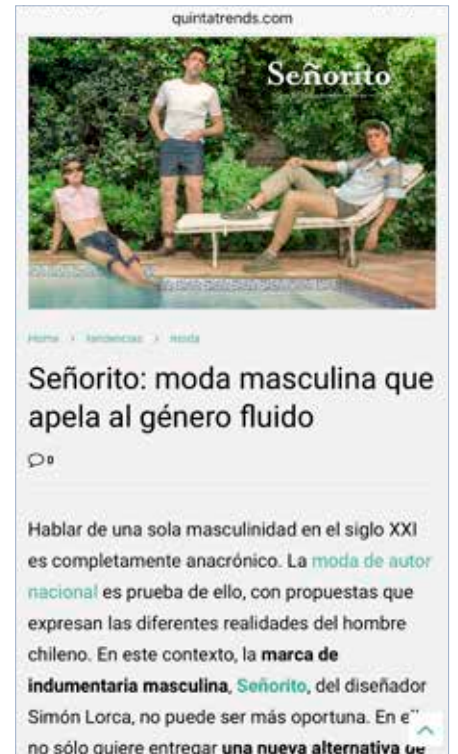 quintatrends.com
Señorito
Home > tendencias > moda
Señorito: moda masculina que
apela al género fluido
0
Hablar de una sola masculinidad en el siglo XXI
es completamente anacrónico. La moda de autor
nacional es prueba de ello, con propuestas que
expresan las diferentes realidades del hombre
chileno. En este contexto, la marca de
indumentaria masculina, Señorito, del diseñador
Simón Lorca, no puede ser más oportuna. En
no sólo quiere entregar una nueva alternativa de